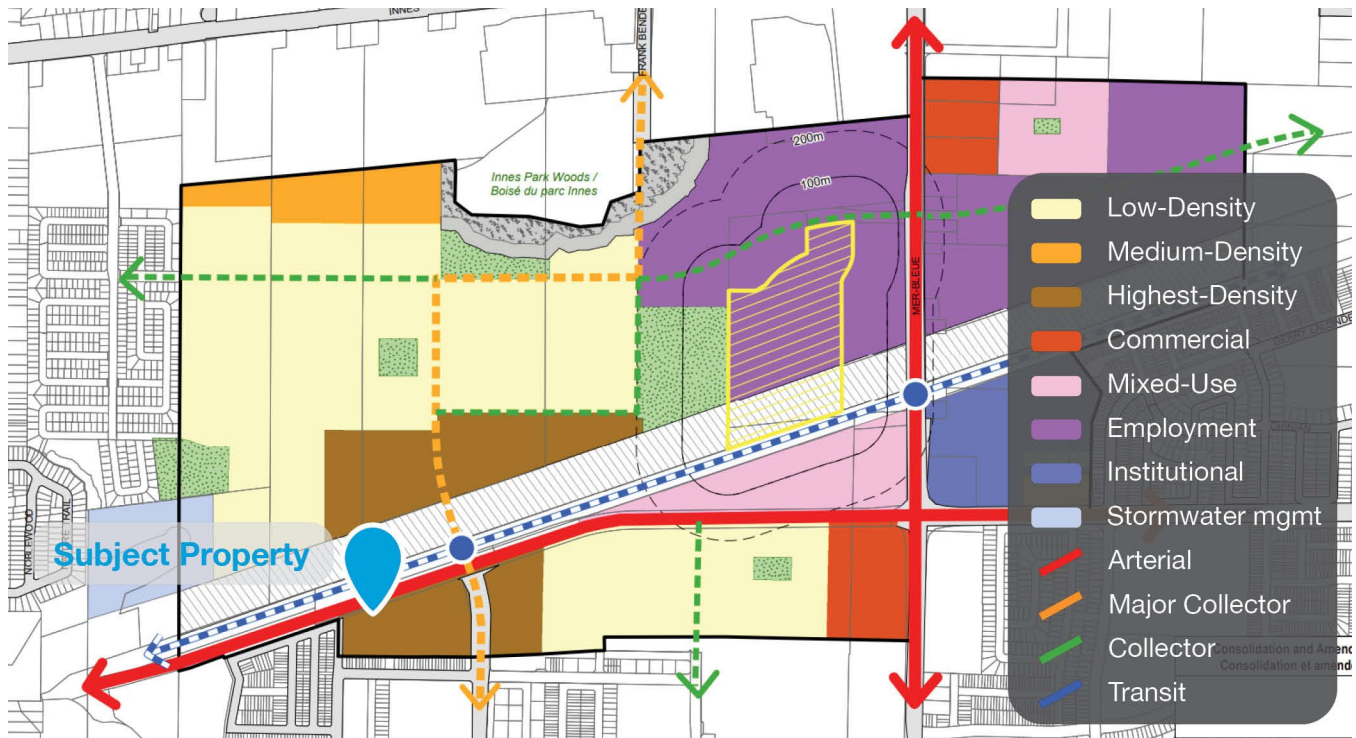 INNES
FRANK BENDE
Innes Park Woods /
Boisé du parc Innes
200m
100m
MER-BLEUE
Low-Density
Medium-Density
Highest-Density
Commercial
Mixed-Use
Employment
Institutional
Stormwater mgmt
Arterial
Major Collector
Collector
Transit
Subject Property
TRAIL
Consolidation and Amend
Consolidation et amende